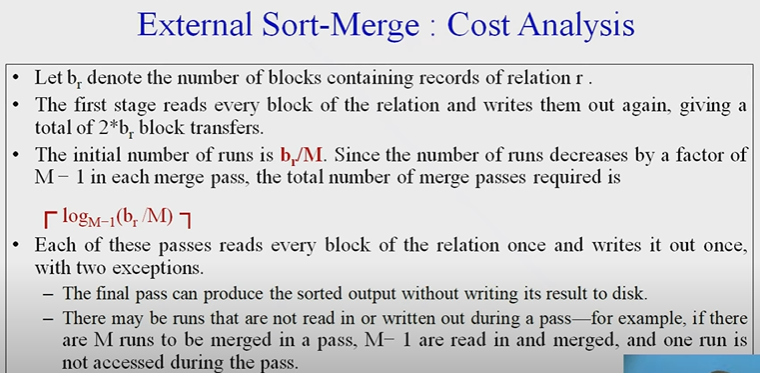 External Sort-Merge : Cost Analysis
• Let br denote the number of blocks containing records of relation r .
• The first stage reads every block of the relation and writes them out again, giving a
total of 2*br block transfers.
• The initial number of runs is br/M. Since the number of runs decreases by a factor of
M − 1 in each merge pass, the total number of merge passes required is
⌈ logM−1(br /M) ⌉
• Each of these passes reads every block of the relation once and writes it out once,
with two exceptions.
– The final pass can produce the sorted output without writing its result to disk.
– There may be runs that are not read in or written out during a pass—for example, if there
are M runs to be merged in a pass, M− 1 are read in and merged, and one run is
not accessed during the pass.